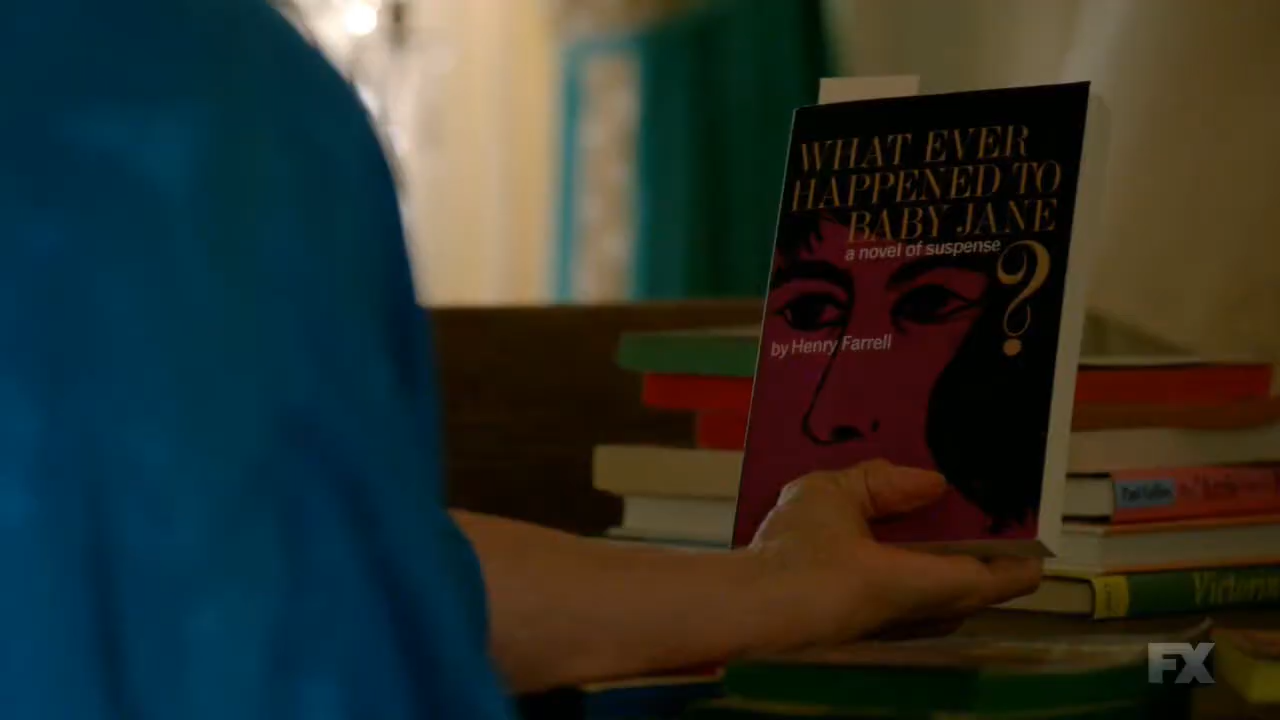 WHAT EVER
HAPPENED TO
BABY JANE
?
a novel of suspense
by Henry Farrell
FX